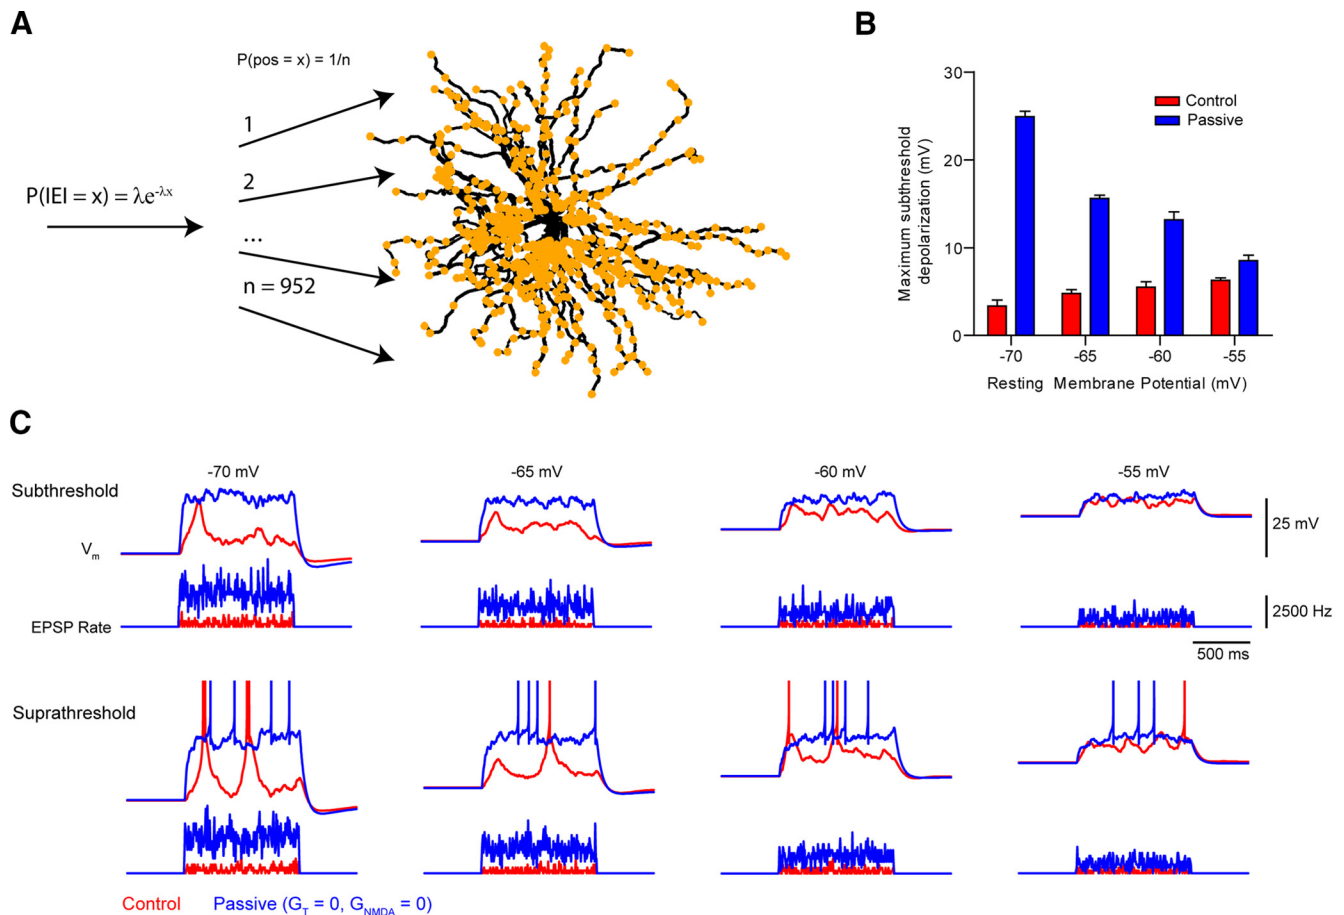 A
P(pos = x) = 1/n
1
2
...
n = 952
P(IEI = x) = λe^-λx
B
Maximum subthreshold
depolarization (mV)
30
20
10
0
Control
Passive
-70 -65 -60 -55
Resting Membrane Potential (mV)
C
-70 mV -65 mV -60 mV -55 mV
Subthreshold
V_m
25 mV
EPSP Rate
2500 Hz
500 ms
Suprathreshold
Control Passive (G_T = 0, G_NMDA = 0)